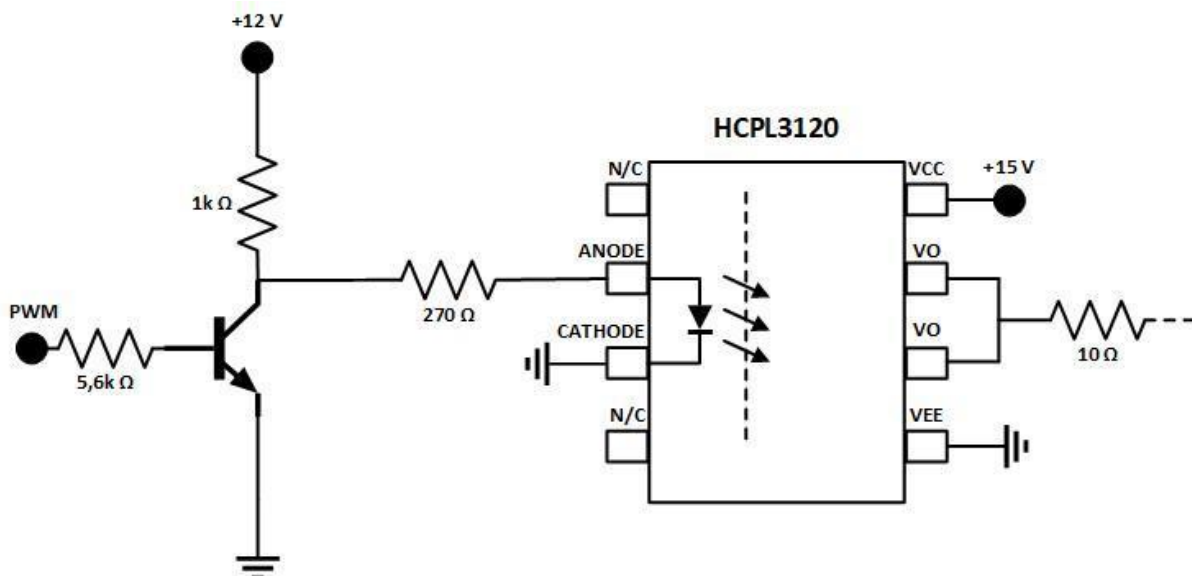 +12 V
HCPL3120
N/C
VCC
+15 V
1k Ω
ANODE
VO
PWM
270 Ω
CATHODE
VO
5,6k Ω
10 Ω
N/C
VEE